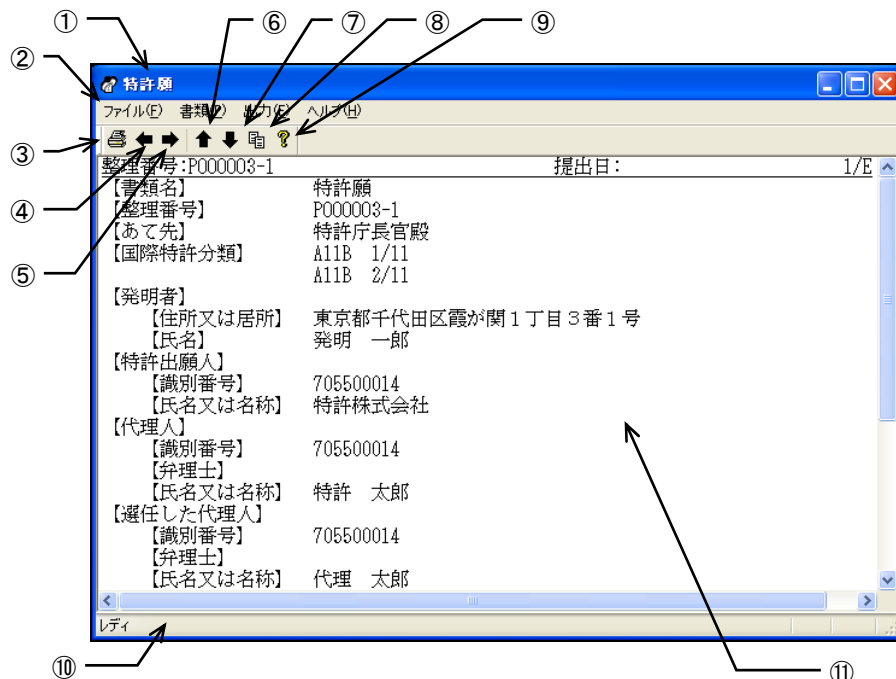 ① ⑥ ⑦ ⑧ ⑨
②
特許願
ファイル(F) 書類(P) 出力(E) ヘルプ(H)
③
整理番号:P000003-1 提出日: 1/E
④
⑤
【書類名】 特許願
【整理番号】 P000003-1
【あて先】 特許庁長官殿
【国際特許分類】 A11B 1/11
A11B 2/11
【発明者】
【住所又は居所】 東京都千代田区霞が関1丁目3番1号
【氏名】 発明 一郎
【特許出願人】
【識別番号】 705500014
【氏名又は名称】 特許株式会社
【代理人】
【識別番号】 705500014
【弁理士】
【氏名又は名称】 特許 太郎
【選任した代理人】
【識別番号】 705500014
【弁理士】
【氏名又は名称】 代理 太郎
レディ
⑩ ⑪